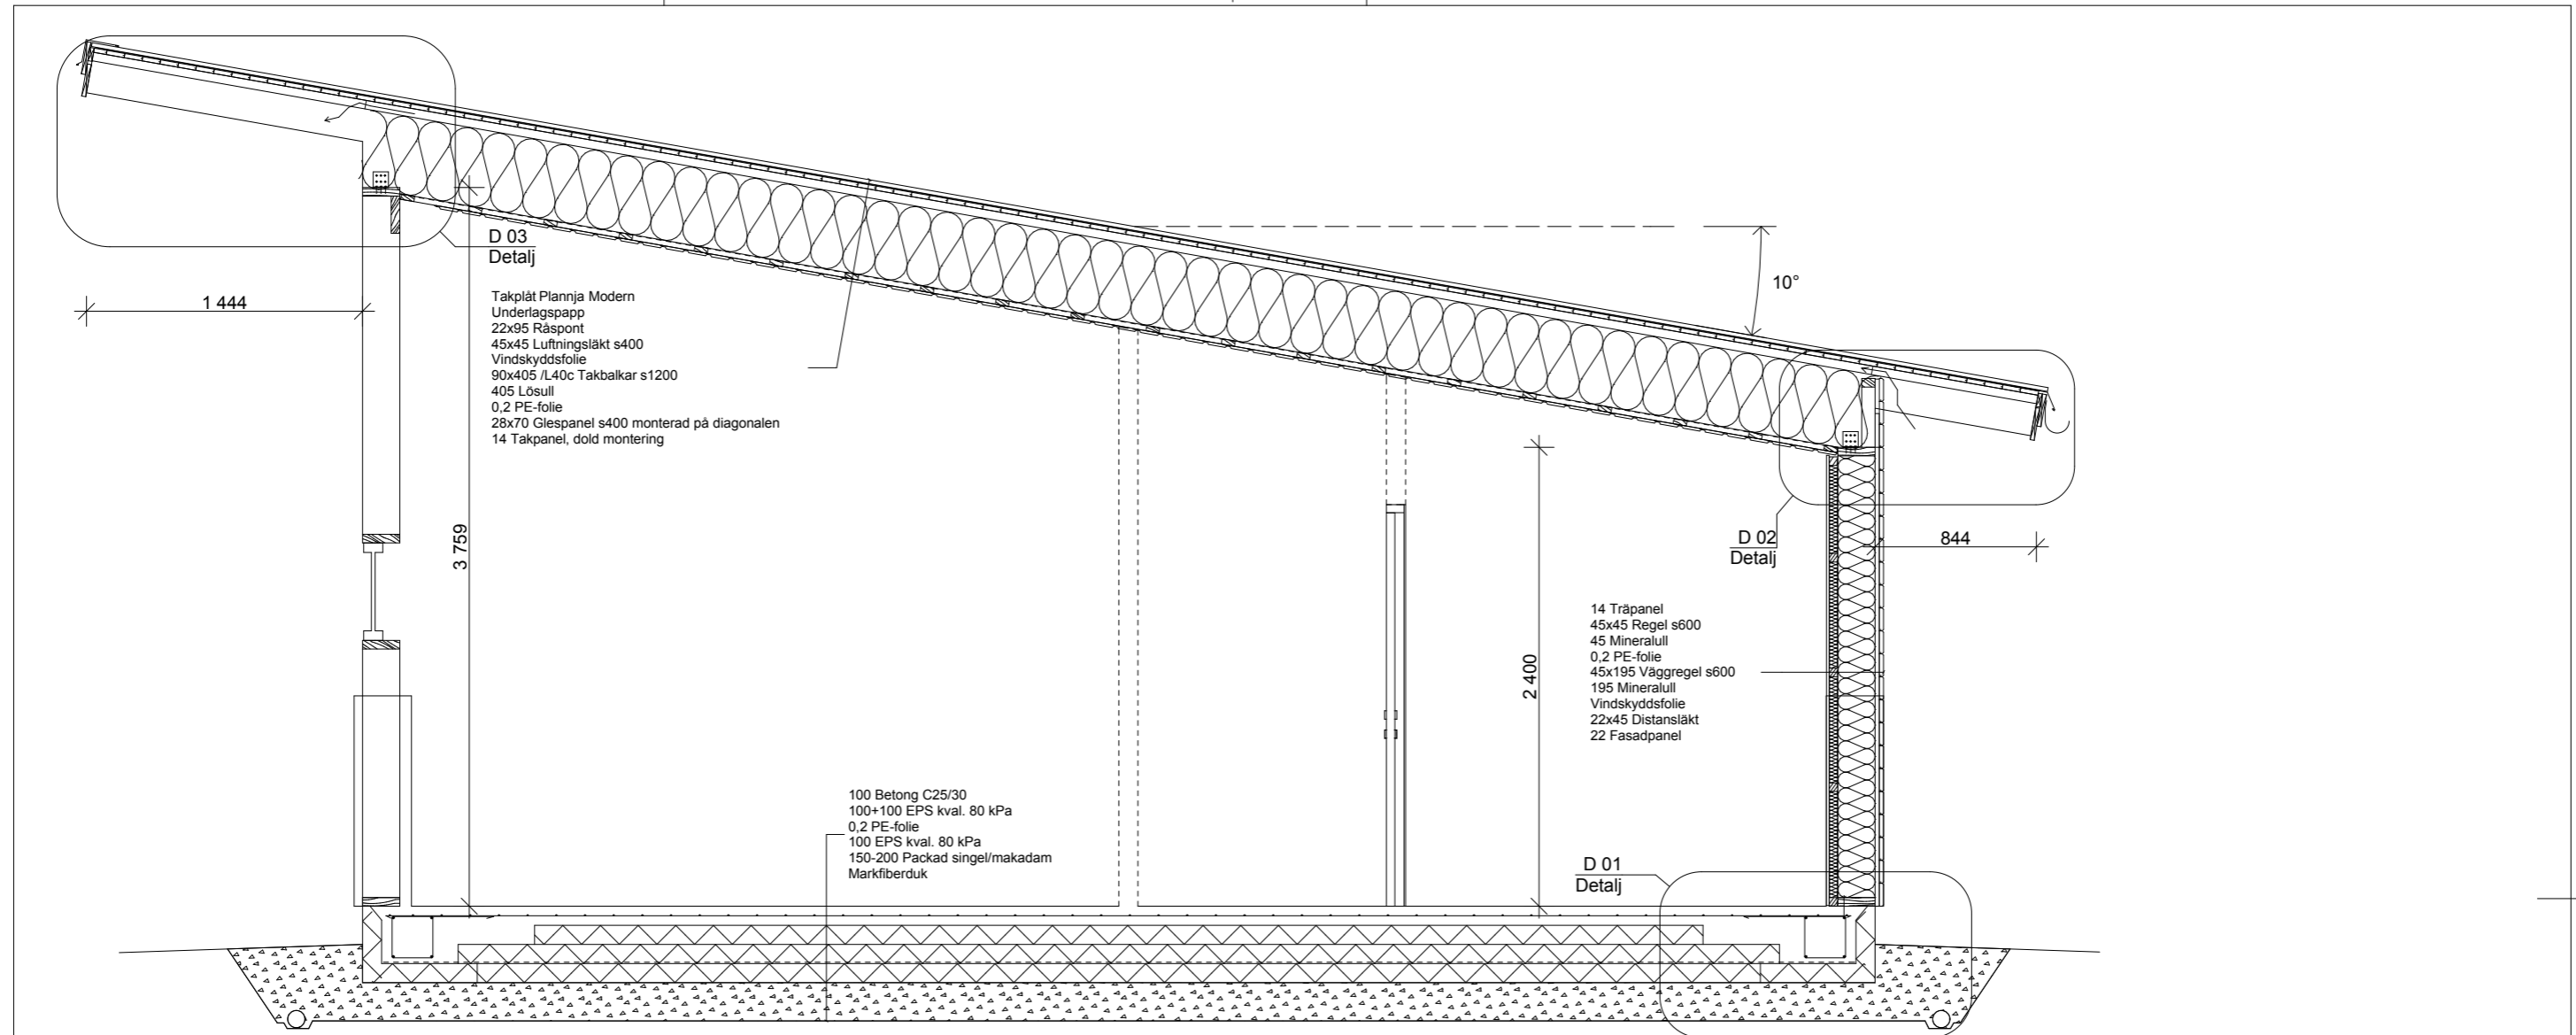 D 03
Detalj
1 444
Takplåt Plannja Modern
Underlagspapp
22x95 Råspont
45x45 Luftningsläkt s400
Vindskyddsfolie
90x405 /L40c Takbalkar s1200
405 Lösull
0,2 PE-folie
28x70 Glespanel s400 monterad på diagonalen
14 Takpanel, dold montering
10°
3 759
D 02
Detalj
844
14 Träpanel
45x45 Regel s600
45 Mineralull
0,2 PE-folie
45x195 Väggregel s600
195 Mineralull
Vindskyddsfolie
22x45 Distansläkt
22 Fasadpanel
2 400
100 Betong C25/30
100+100 EPS kval. 80 kPa
0,2 PE-folie
100 EPS kval. 80 kPa
150-200 Packad singel/makadam
Markfiberduk
D 01
Detalj